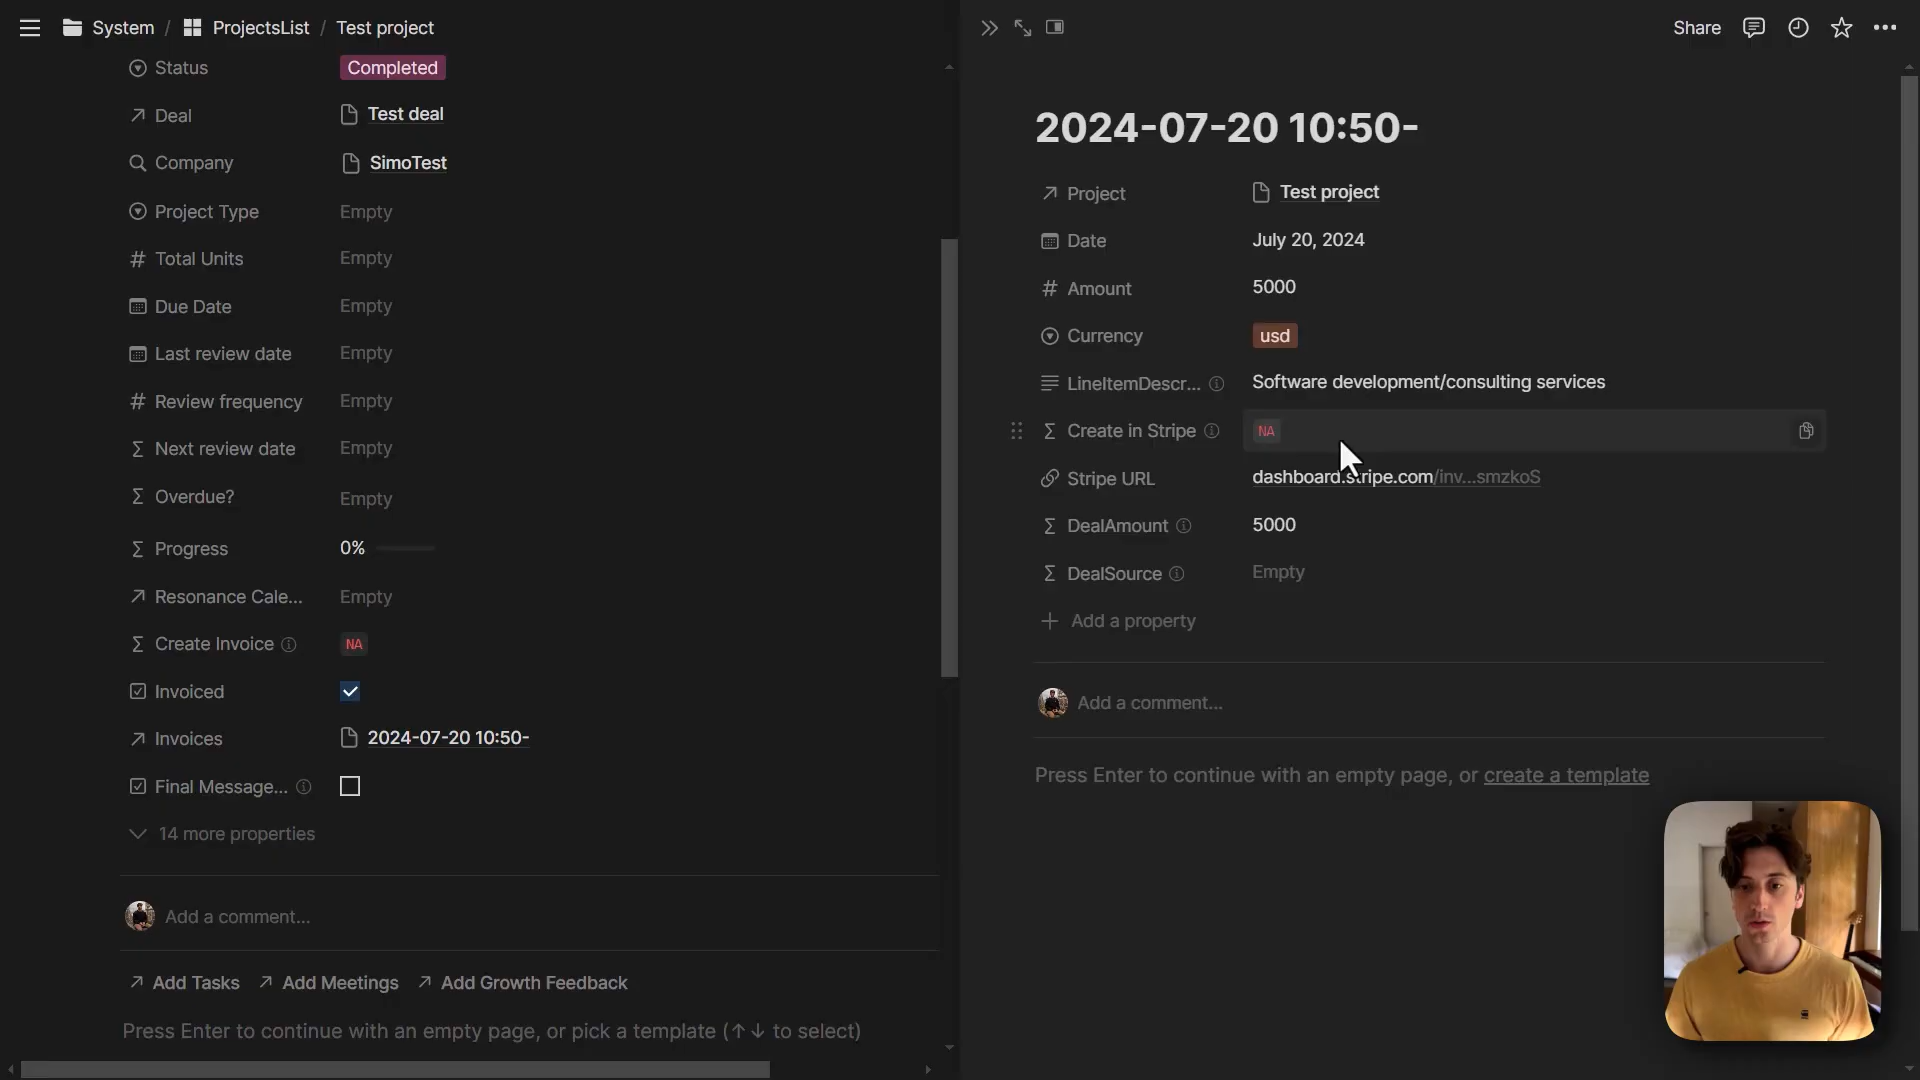 System / ProjectsList / Test project
Share
Status Completed
Deal Test deal
Company SimoTest
Project Type Empty
Total Units Empty
Due Date Empty
Last review date Empty
Review frequency Empty
Next review date Empty
Overdue? Empty
Progress 0%
Resonance Cale... Empty
Create Invoice NA
Invoiced
Invoices 2024-07-20 10:50-
Final Message...
14 more properties
Add a comment...
Add Tasks Add Meetings Add Growth Feedback
Press Enter to continue with an empty page, or pick a template (↑↓ to select)
2024-07-20 10:50-
Project Test project
Date July 20, 2024
Amount 5000
Currency usd
LineItemDescr... Software development/consulting services
Create in Stripe NA
Stripe URL dashboard.stripe.com/inv...smzkoS
DealAmount 5000
DealSource Empty
Add a property
Add a comment...
Press Enter to continue with an empty page, or create a template